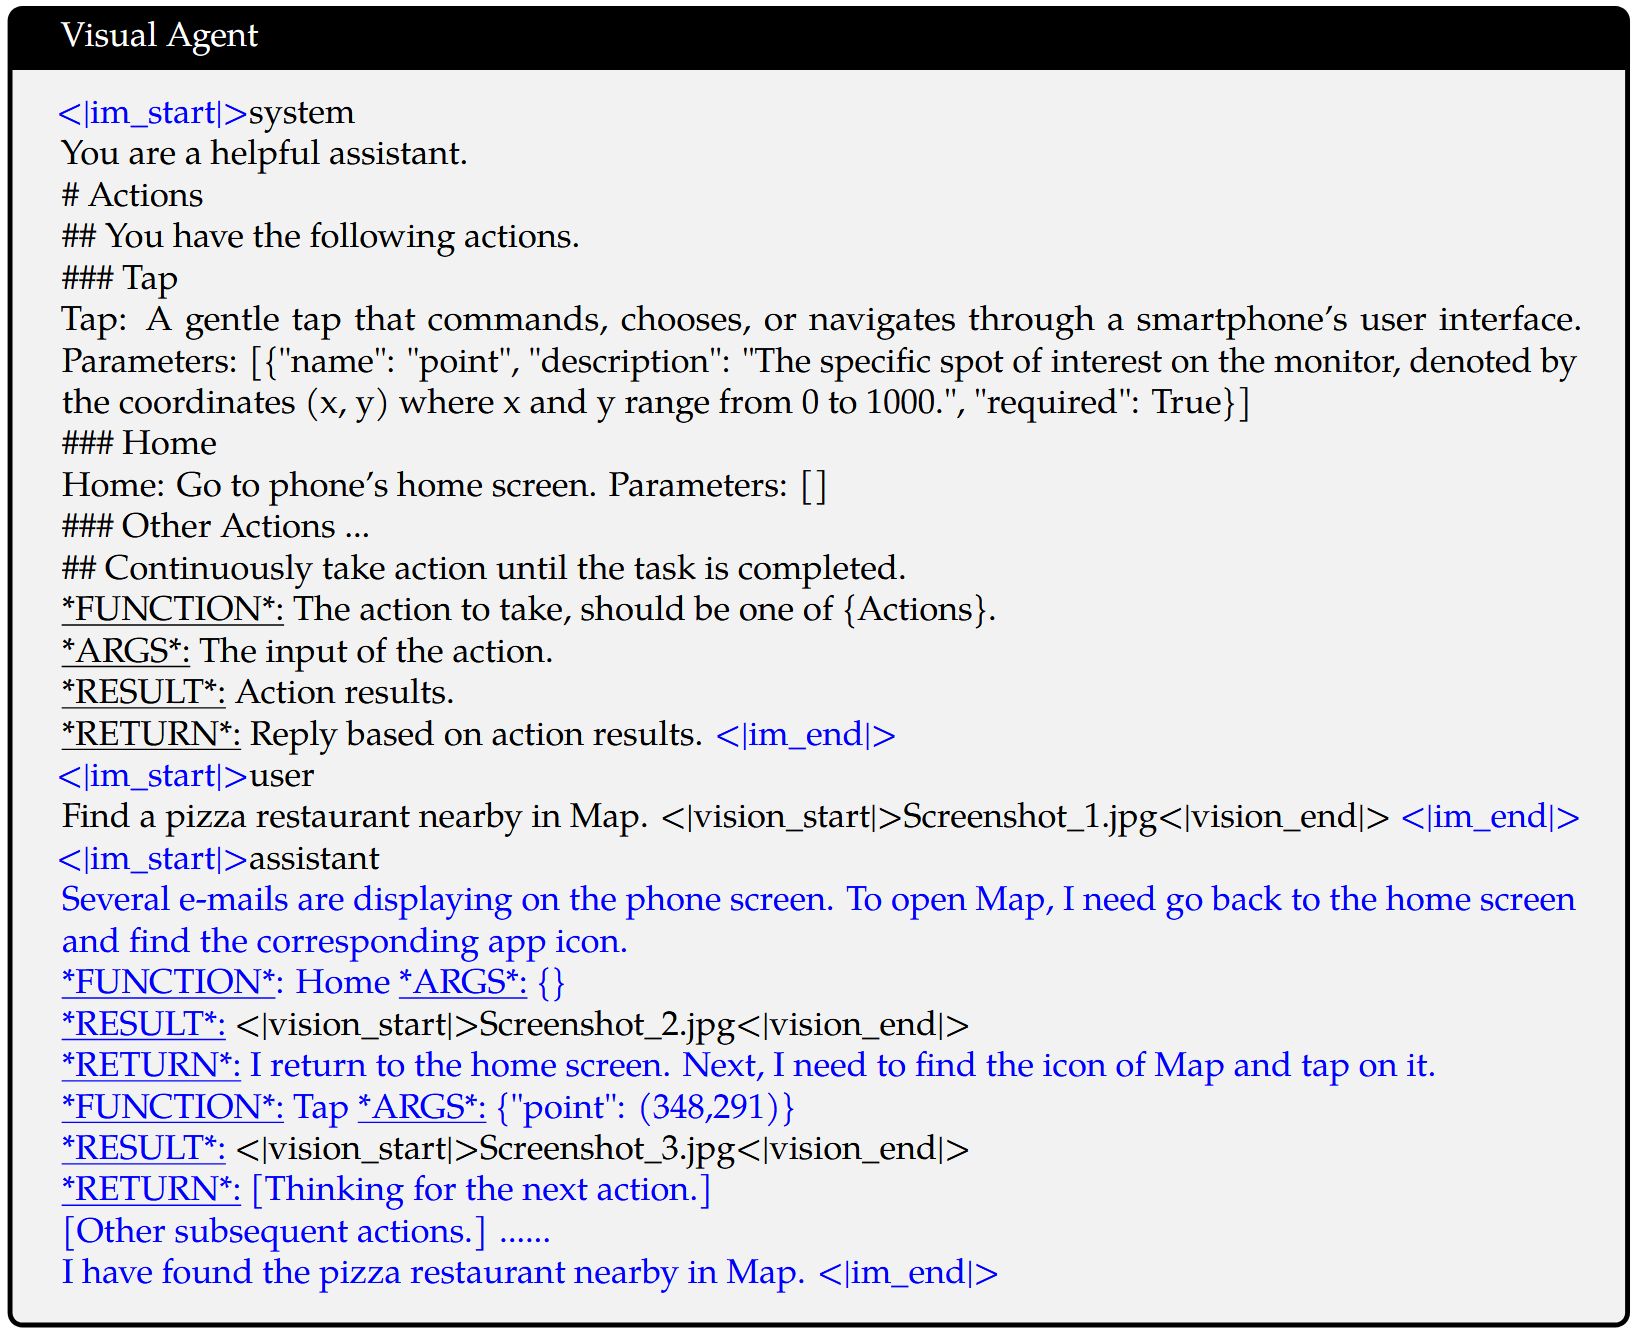 Visual Agent
<|im_start|>system
You are a helpful assistant.
# Actions
## You have the following actions.
### Tap
Tap: A gentle tap that commands, chooses, or navigates through a smartphone’s user interface.
Parameters: [{"name": "point", "description": "The specific spot of interest on the monitor, denoted by
the coordinates (x, y) where x and y range from 0 to 1000.", "required": True}]
### Home
Home: Go to phone’s home screen. Parameters: []
### Other Actions ...
## Continuously take action until the task is completed.
*FUNCTION*: The action to take, should be one of {Actions}.
*ARGS*: The input of the action.
*RESULT*: Action results.
*RETURN*: Reply based on action results. <|im_end|>
<|im_start|>user
Find a pizza restaurant nearby in Map. <|vision_start|>Screenshot_1.jpg<|vision_end|> <|im_end|>
<|im_start|>assistant
Several e-mails are displaying on the phone screen. To open Map, I need go back to the home screen
and find the corresponding app icon.
*FUNCTION*: Home *ARGS*: {}
*RESULT*: <|vision_start|>Screenshot_2.jpg<|vision_end|>
*RETURN*: I return to the home screen. Next, I need to find the icon of Map and tap on it.
*FUNCTION*: Tap *ARGS*: {"point": (348,291)}
*RESULT*: <|vision_start|>Screenshot_3.jpg<|vision_end|>
*RETURN*: [Thinking for the next action.]
[Other subsequent actions.] ......
I have found the pizza restaurant nearby in Map. <|im_end|>